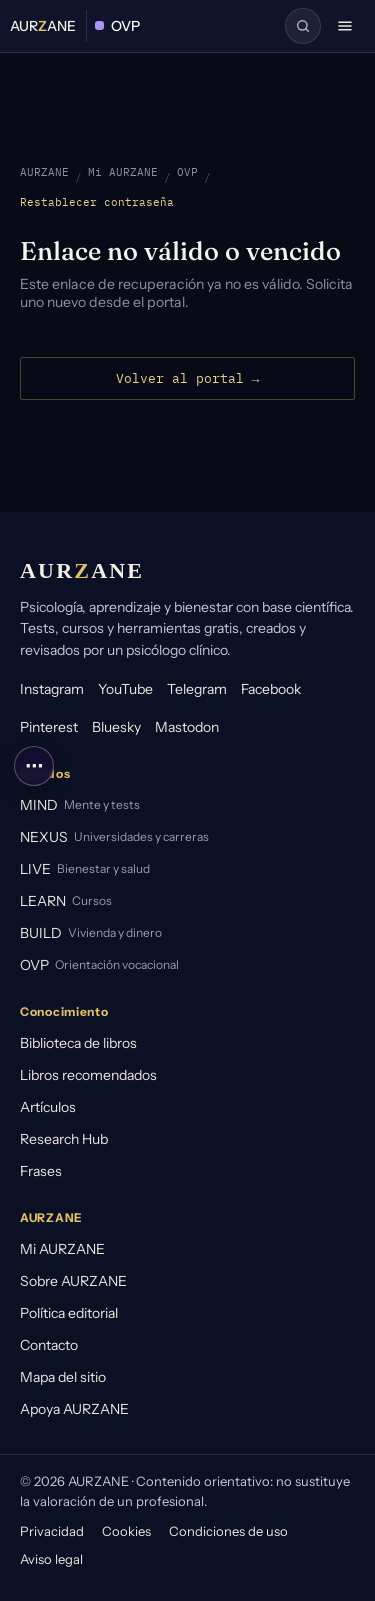 AURZANE OVP
AURZANE / Mi AURZANE / OVP /
Restablecer contraseña
Enlace no válido o vencido
Este enlace de recuperación ya no es válido. Solicita
uno nuevo desde el portal.
Volver al portal →
AURZANE
Psicología, aprendizaje y bienestar con base científica.
Tests, cursos y herramientas gratis, creados y
revisados por un psicólogo clínico.
Instagram YouTube Telegram Facebook
Pinterest Bluesky Mastodon
MIND Mente y tests
NEXUS Universidades y carreras
LIVE Bienestar y salud
LEARN Cursos
BUILD Vivienda y dinero
OVP Orientación vocacional
Conocimiento
Biblioteca de libros
Libros recomendados
Artículos
Research Hub
Frases
AURZANE
Mi AURZANE
Sobre AURZANE
Política editorial
Contacto
Mapa del sitio
Apoya AURZANE
© 2026 AURZANE · Contenido orientativo: no sustituye
la valoración de un profesional.
Privacidad Cookies Condiciones de uso
Aviso legal